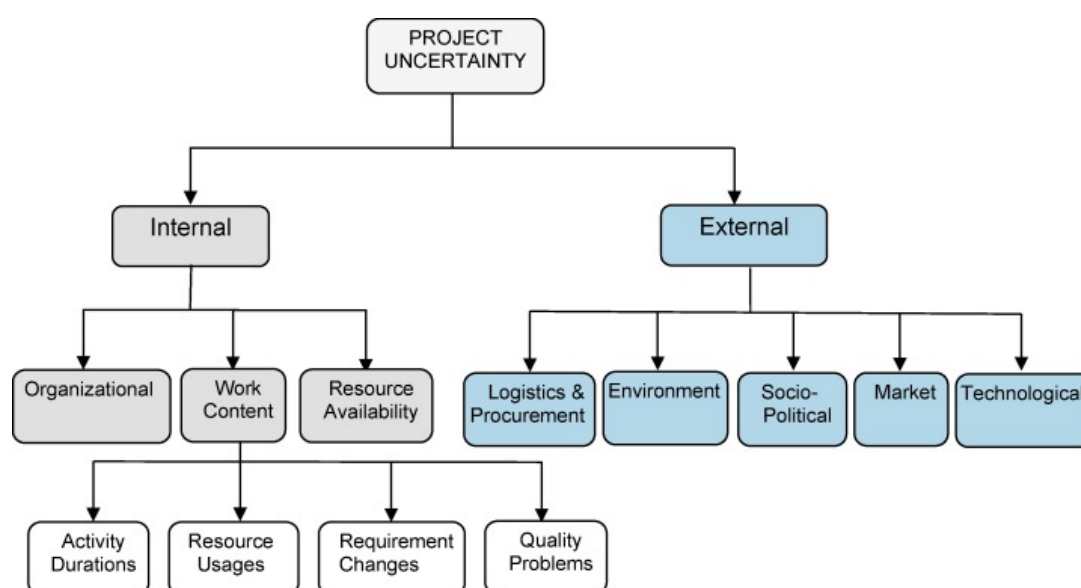 PROJECT
UNCERTAINTY
Internal
External
Organizational
Work
Content
Resource
Availability
Logistics &
Procurement
Environment
Socio-
Political
Market
Technological
Activity
Durations
Resource
Usages
Requirement
Changes
Quality
Problems